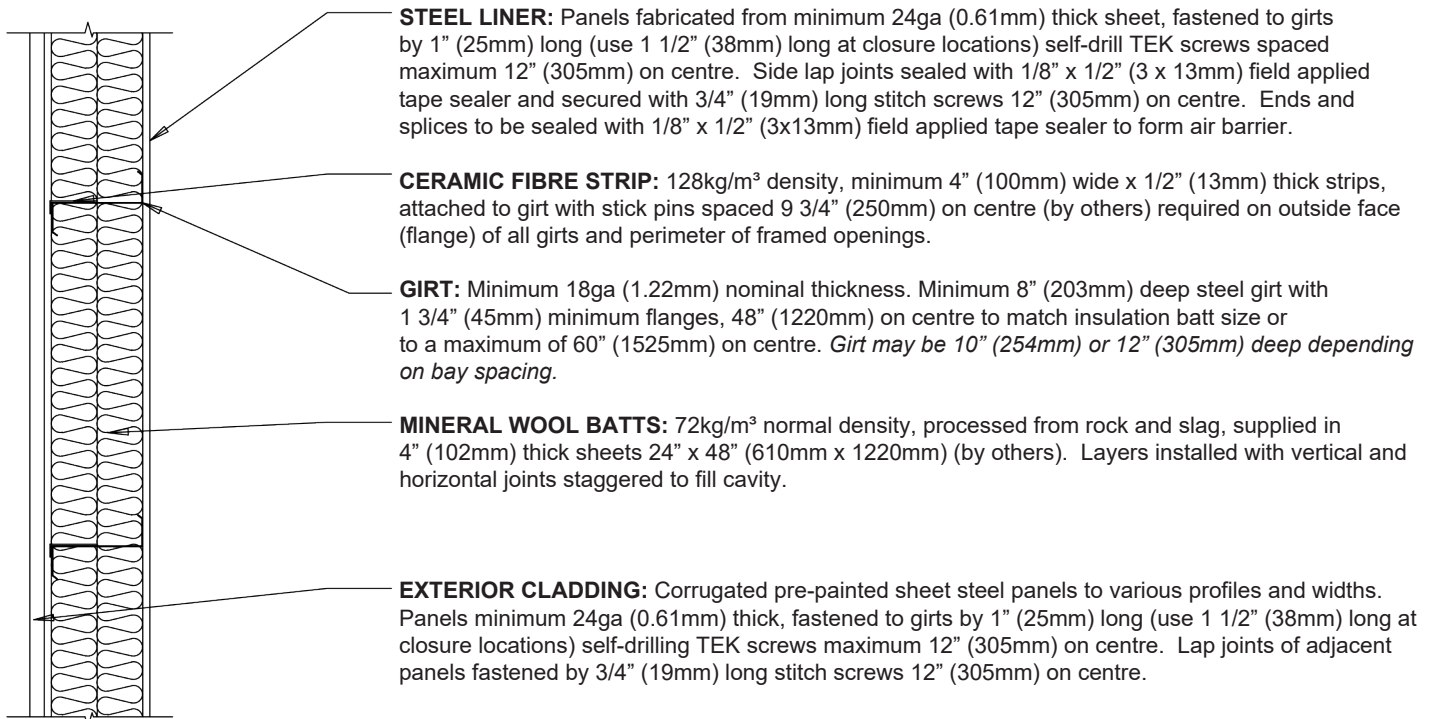 STEEL LINER: Panels fabricated from minimum 24ga (0.61mm) thick sheet, fastened to girts
by 1” (25mm) long (use 1 1/2” (38mm) long at closure locations) self-drill TEK screws spaced
maximum 12” (305mm) on centre.  Side lap joints sealed with 1/8” x 1/2” (3 x 13mm) field applied
tape sealer and secured with 3/4” (19mm) long stitch screws 12” (305mm) on centre.  Ends and
splices to be sealed with 1/8” x 1/2” (3x13mm) field applied tape sealer to form air barrier.
CERAMIC FIBRE STRIP: 128kg/m³ density, minimum 4” (100mm) wide x 1/2” (13mm) thick strips,
attached to girt with stick pins spaced 9 3/4” (250mm) on centre (by others) required on outside face
(flange) of all girts and perimeter of framed openings.
GIRT: Minimum 18ga (1.22mm) nominal thickness. Minimum 8” (203mm) deep steel girt with
1 3/4” (45mm) minimum flanges, 48” (1220mm) on centre to match insulation batt size or
to a maximum of 60” (1525mm) on centre. Girt may be 10” (254mm) or 12” (305mm) deep depending
on bay spacing.
MINERAL WOOL BATTS: 72kg/m³ normal density, processed from rock and slag, supplied in
4” (102mm) thick sheets 24” x 48” (610mm x 1220mm) (by others).  Layers installed with vertical and
horizontal joints staggered to fill cavity.
EXTERIOR CLADDING: Corrugated pre-painted sheet steel panels to various profiles and widths.
Panels minimum 24ga (0.61mm) thick, fastened to girts by 1” (25mm) long (use 1 1/2” (38mm) long at
closure locations) self-drilling TEK screws maximum 12” (305mm) on centre.  Lap joints of adjacent
panels fastened by 3/4” (19mm) long stitch screws 12” (305mm) on centre.